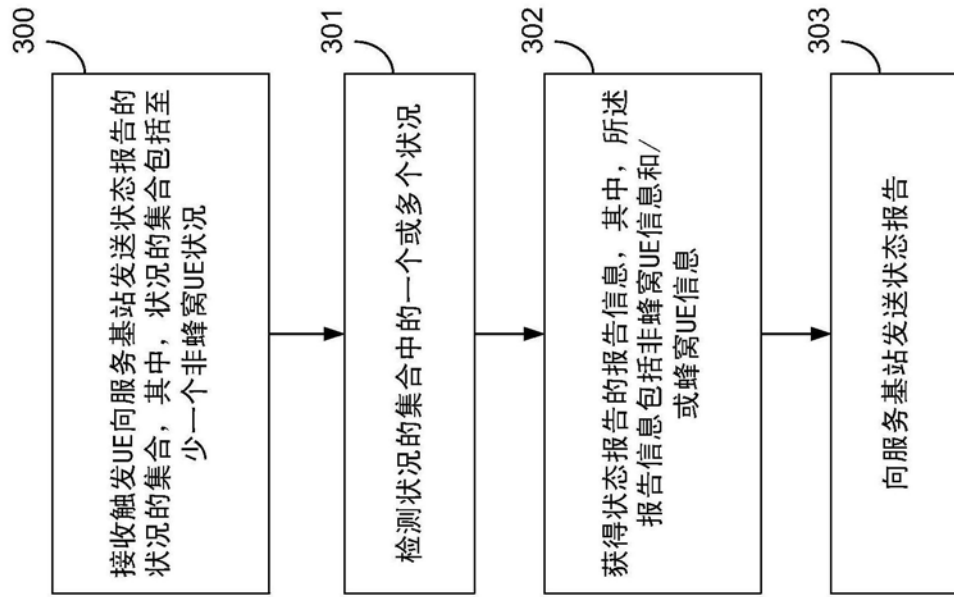 300
接收触发UE向服务基站发送状态报告的
状况的集合，其中，状况的集合包括至
少一个非蜂窝UE状况
301
检测状况的集合中的一个或多个状况
302
获得状态报告的报告信息，其中，所述
报告信息包括非蜂窝UE信息和/
或蜂窝UE信息
303
向服务基站发送状态报告